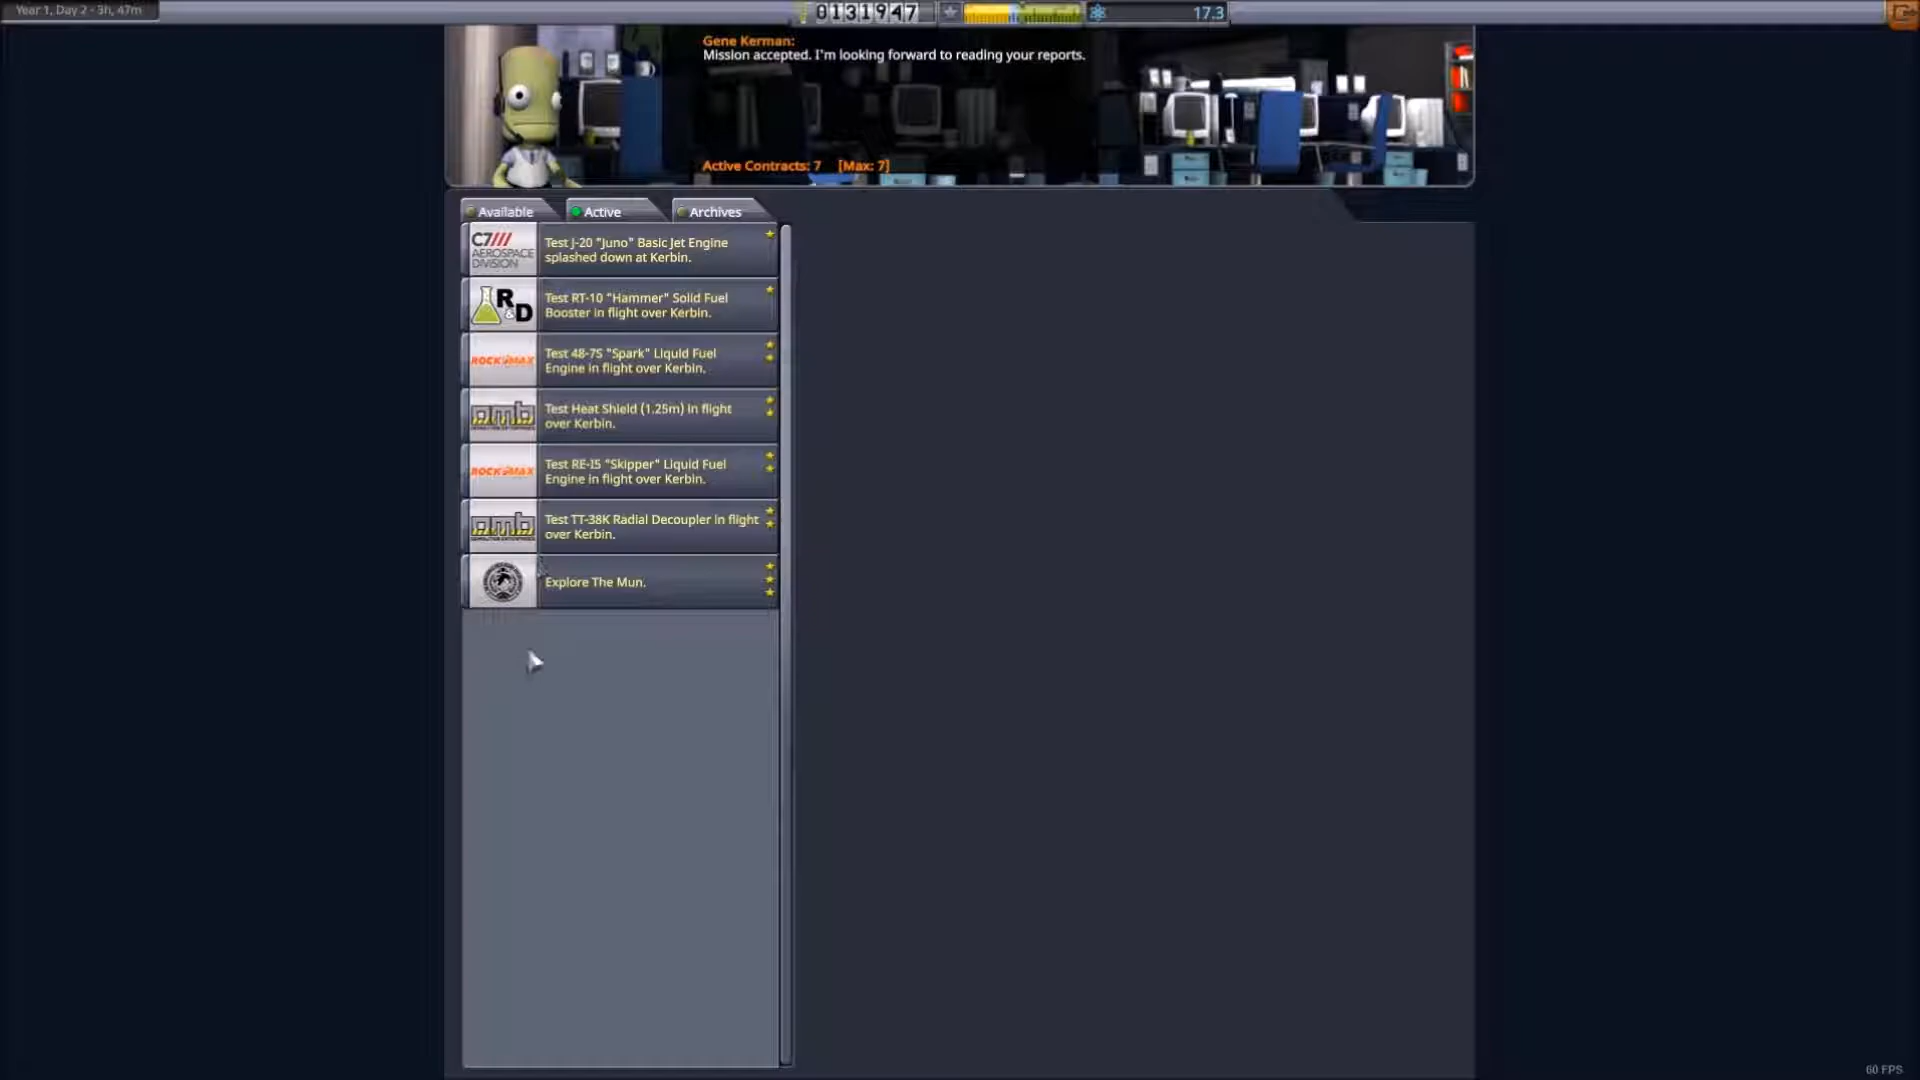 Year 1, Day 2 - 3h, 47m
0131947
17.3
Gene Kerman:
Mission accepted. I'm looking forward to reading your reports.
Active Contracts: 7 [Max: 7]
Available
Active
Archives
C7///
AEROSPACE
DIVISION
Test J-20 "Juno" Basic Jet Engine
splashed down at Kerbin.
R&D
Test RT-10 "Hammer" Solid Fuel
Booster in flight over Kerbin.
ROCKOMAX
Test 48-7S "Spark" Liquid Fuel
Engine in flight over Kerbin.
OMB
Test Heat Shield (1.25m) in flight
over Kerbin.
ROCKOMAX
Test RE-I5 "Skipper" Liquid Fuel
Engine in flight over Kerbin.
OMB
Test TT-38K Radial Decoupler in flight
over Kerbin.
Explore The Mun.
60 FPS